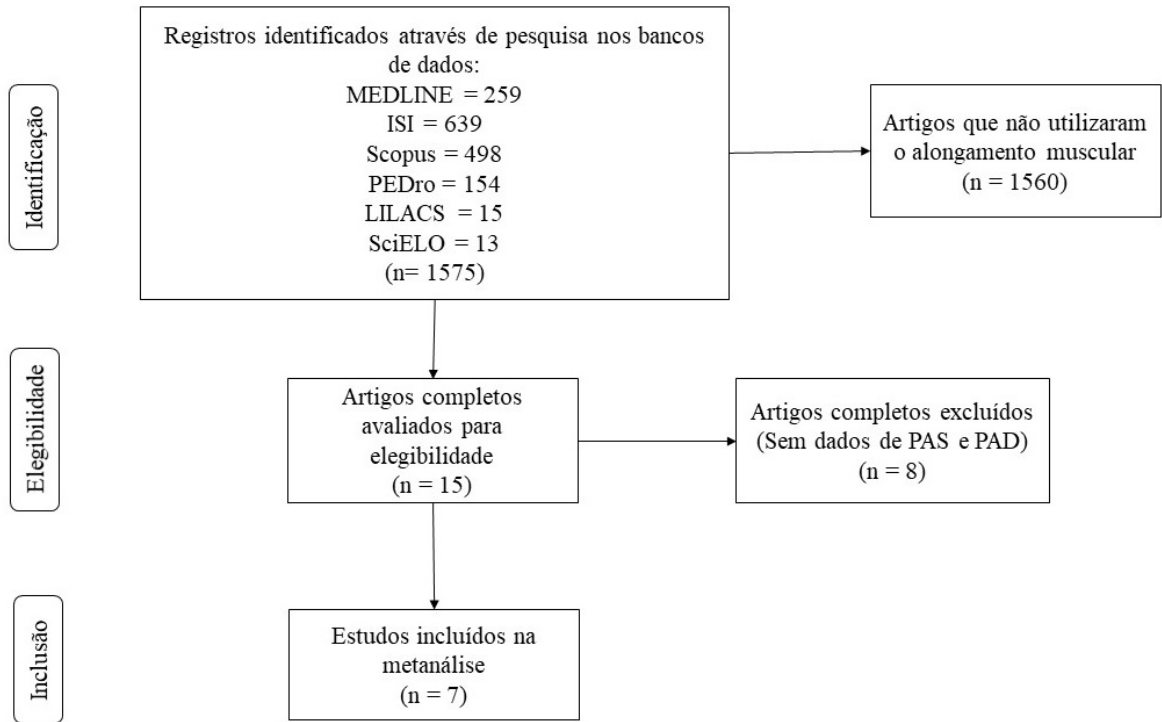 Identificação
Registros identificados através de pesquisa nos bancos
de dados:
MEDLINE = 259
ISI = 639
Scopus = 498
PEDro = 154
LILACS = 15
SciELO = 13
(n= 1575)
Artigos que não utilizaram
o alongamento muscular
(n = 1560)
Elegibilidade
Artigos completos
avaliados para
elegibilidade
(n = 15)
Artigos completos excluídos
(Sem dados de PAS e PAD)
(n = 8)
Inclusão
Estudos incluídos na
metanálise
(n = 7)